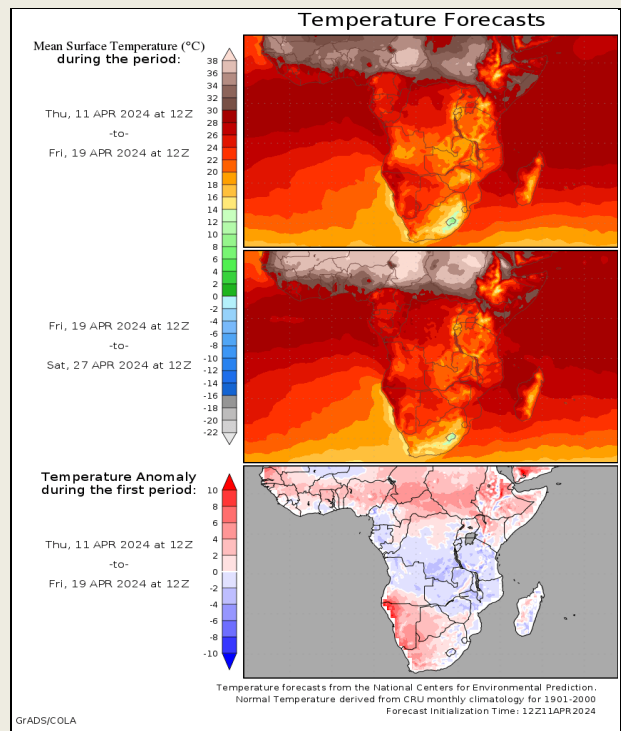 Temperature Forecasts
Mean Surface Temperature (°C)
during the period:
Thu, 11 APR 2024 at 12Z
-to-
Fri, 19 APR 2024 at 12Z
38
36
34
32
30
28
26
24
22
20
18
16
14
12
10
8
6
4
2
0
-2
-4
-6
-8
-10
-12
-14
-16
-18
-20
-22
Fri, 19 APR 2024 at 12Z
-to-
Sat, 27 APR 2024 at 12Z
Temperature Anomaly
during the first period:
Thu, 11 APR 2024 at 12Z
-to-
Fri, 19 APR 2024 at 12Z
10
8
6
4
2
0
-2
-4
-6
-8
-10
Temperature forecasts from the National Centers for Environmental Prediction.
Normal Temperature derived from CRU monthly climatology for 1901-2000
Forecast Initialization Time: 12Z11APR2024
GrADS/COLA